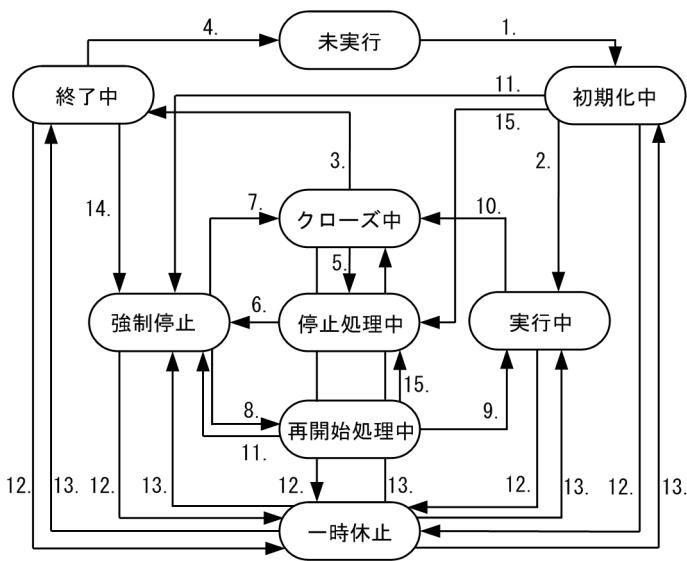 4.
未実行
1.
終了中
11.
初期化中
15.
3.
2.
14.
7.
クローズ中
10.
5.
強制停止
6.
停止処理中
実行中
15.
8.
再開始処理中
9.
11.
12.
13.
12.
13.
12.
13.
12.
13.
12.
13.
一時休止